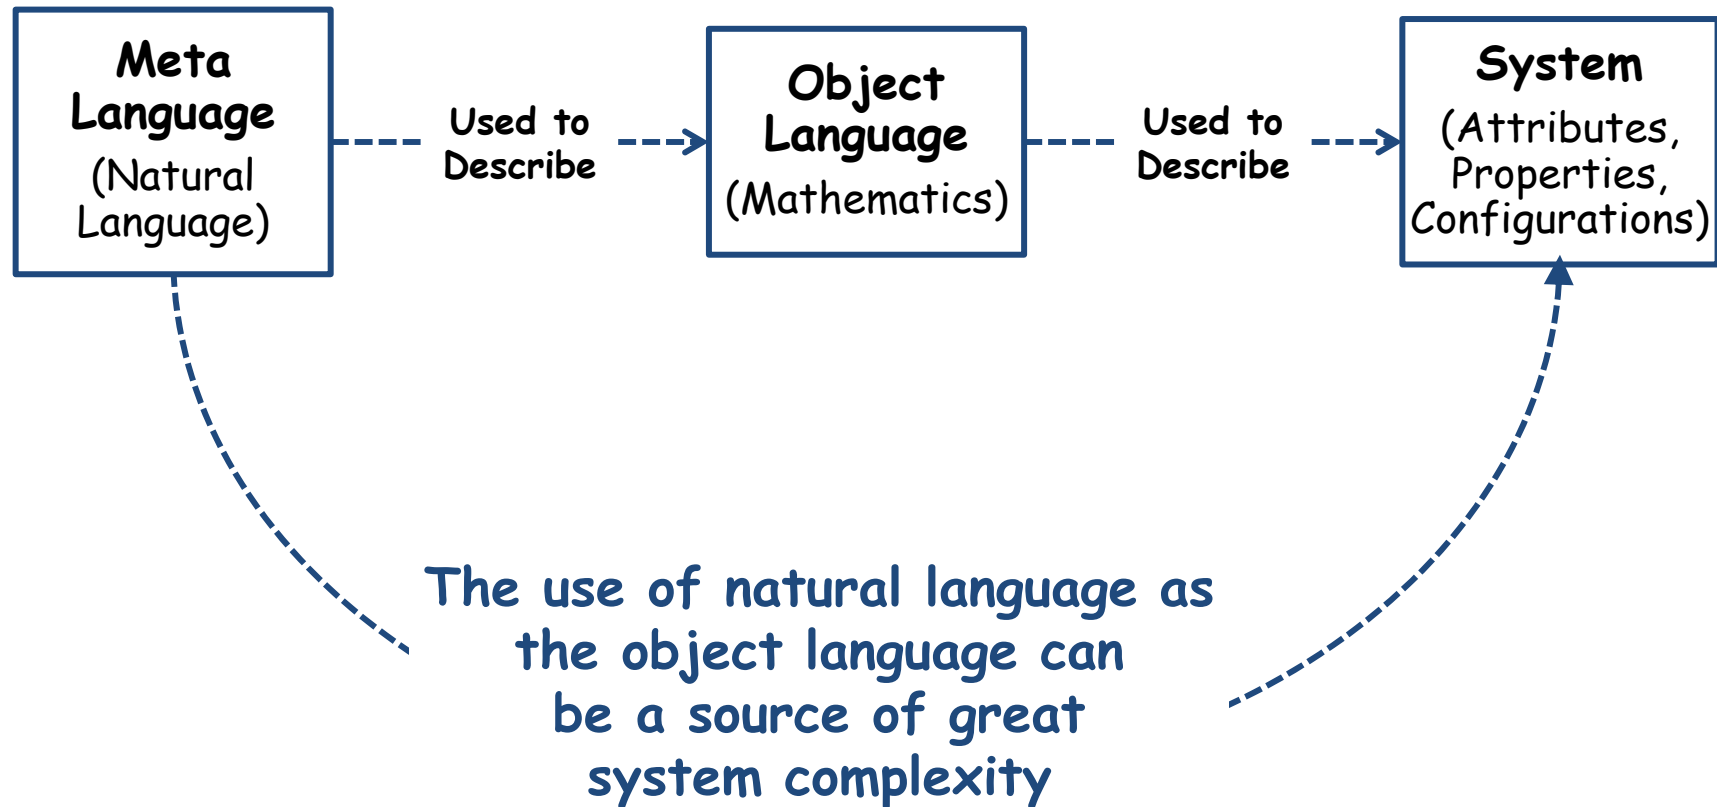 Meta
Language
(Natural
Language)
Used to
Describe
Object
Language
(Mathematics)
Used to
Describe
System
(Attributes,
Properties,
Configurations)
The use of natural language as
the object language can
be a source of great
system complexity